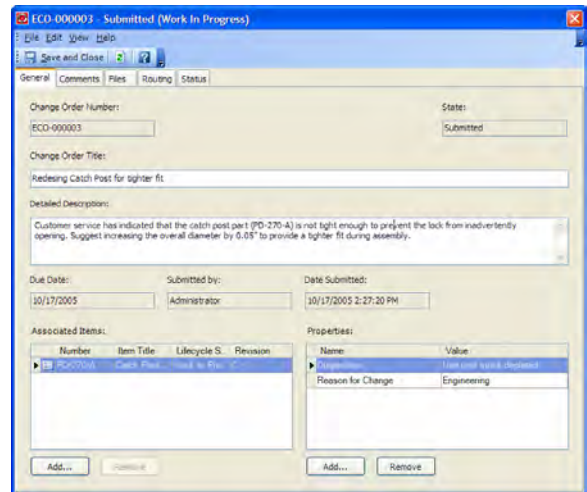 ECO-000003 - Submitted (Work In Progress)
File Edit View Help
Save and Close
General Comments Files Routing Status
Change Order Number: State:
ECO-000003 Submitted
Change Order Title:
Redesing Catch Post for tighter fit
Detailed Description:
Customer service has indicated that the catch post part (PD-270-A) is not tight enough to prevent the lock from inadvertently
opening. Suggest increasing the overall diameter by 0.05" to provide a tighter fit during assembly.
Due Date: Submitted by: Date Submitted:
10/17/2005 Administrator 10/17/2005 2:27:20 PM
Associated Items: Properties:
Number Item Title Lifecycle S... Revision Name Value
Catch Post... C Disposition
Reason for Change Engineering
Add... Remove Add... Remove